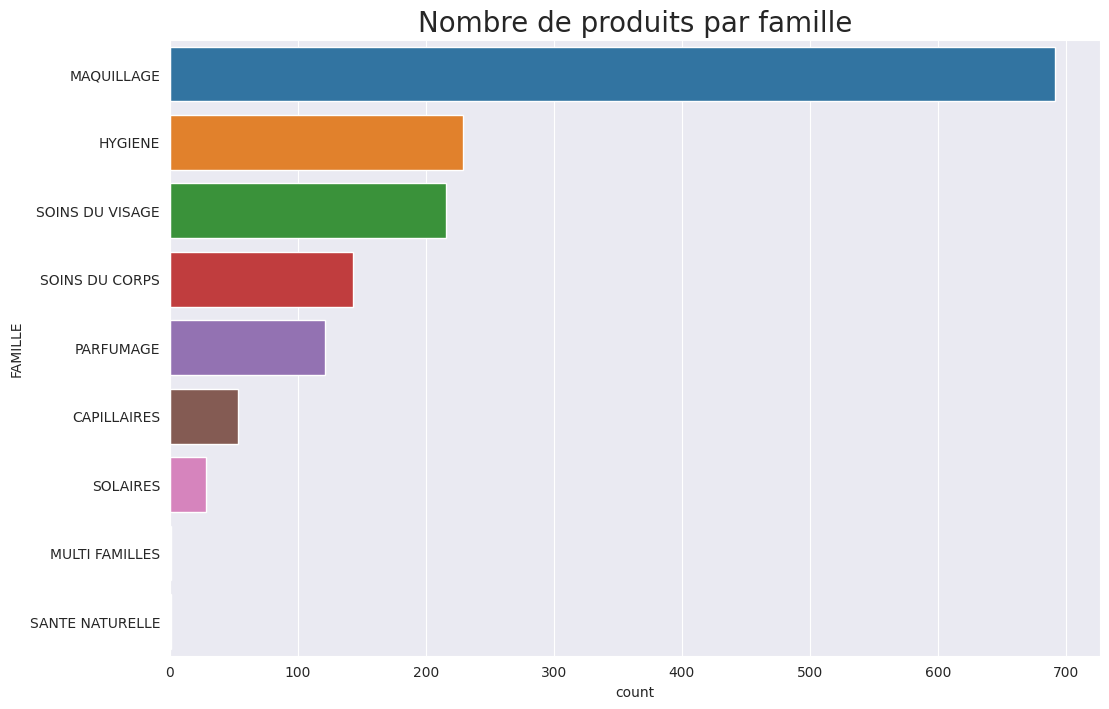 Nombre de produits par famille
FAMILLE
MAQUILLAGE
HYGIENE
SOINS DU VISAGE
SOINS DU CORPS
PARFUMAGE
CAPILLAIRES
SOLAIRES
MULTI FAMILLES
SANTE NATURELLE
0 100 200 300 400 500 600 700
count